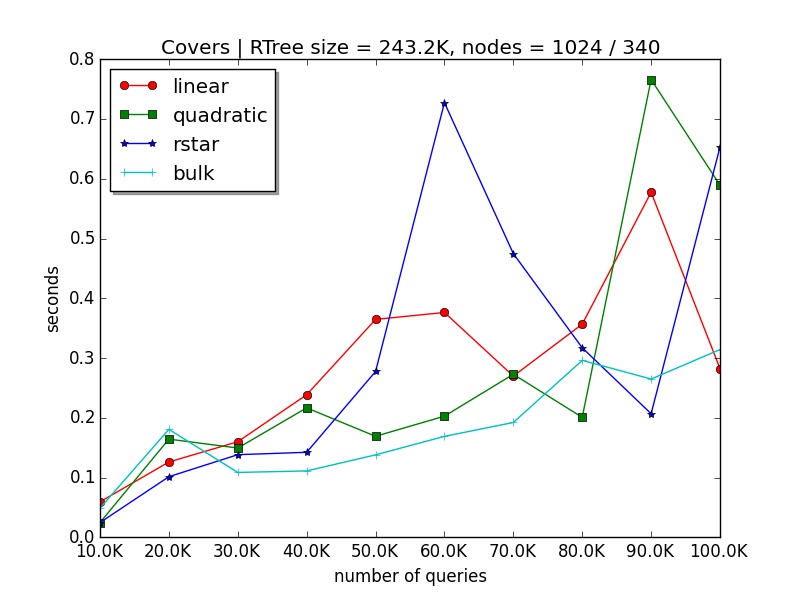 Covers | RTree size = 243.2K, nodes = 1024 / 340
linear
quadratic
rstar
bulk
0.8
0.7
0.6
0.5
0.4
0.3
0.2
0.1
0.0
seconds
10.0K 20.0K 30.0K 40.0K 50.0K 60.0K 70.0K 80.0K 90.0K 100.0K
number of queries